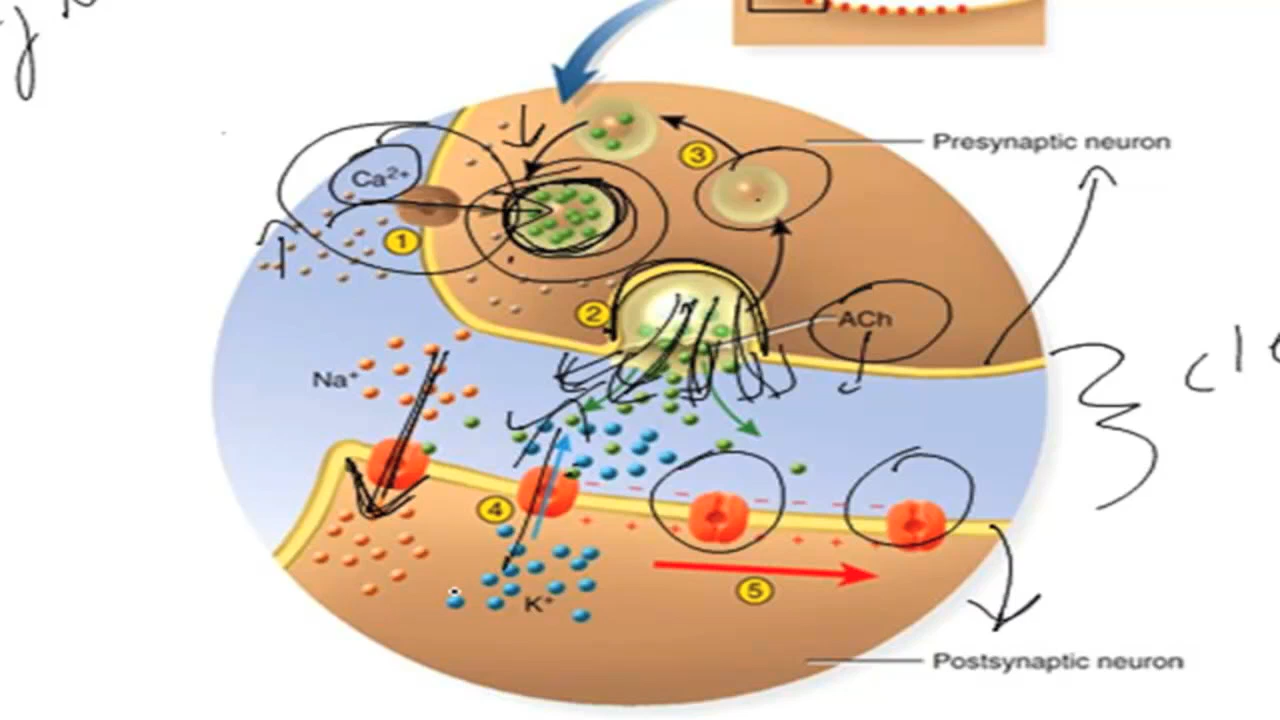 Presynaptic neuron
Ca²⁺
3
1
2
ACh
Na⁺
4
5
K⁺
Postsynaptic neuron